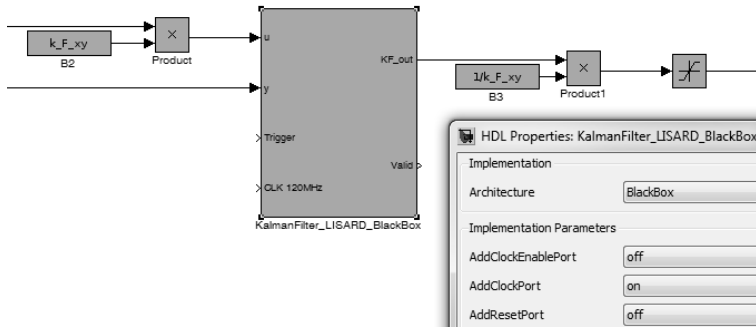 k_F_xy
B2
×
Product
u
y
Trigger
CLK 120MHz
KF_out
Valid
KalmanFilter_LISARD_BlackBox
1/k_F_xy
B3
×
Product1
HDL Properties: KalmanFilter_LISARD_BlackBox
Implementation
Architecture BlackBox
Implementation Parameters
AddClockEnablePort off
AddClockPort on
AddResetPort off